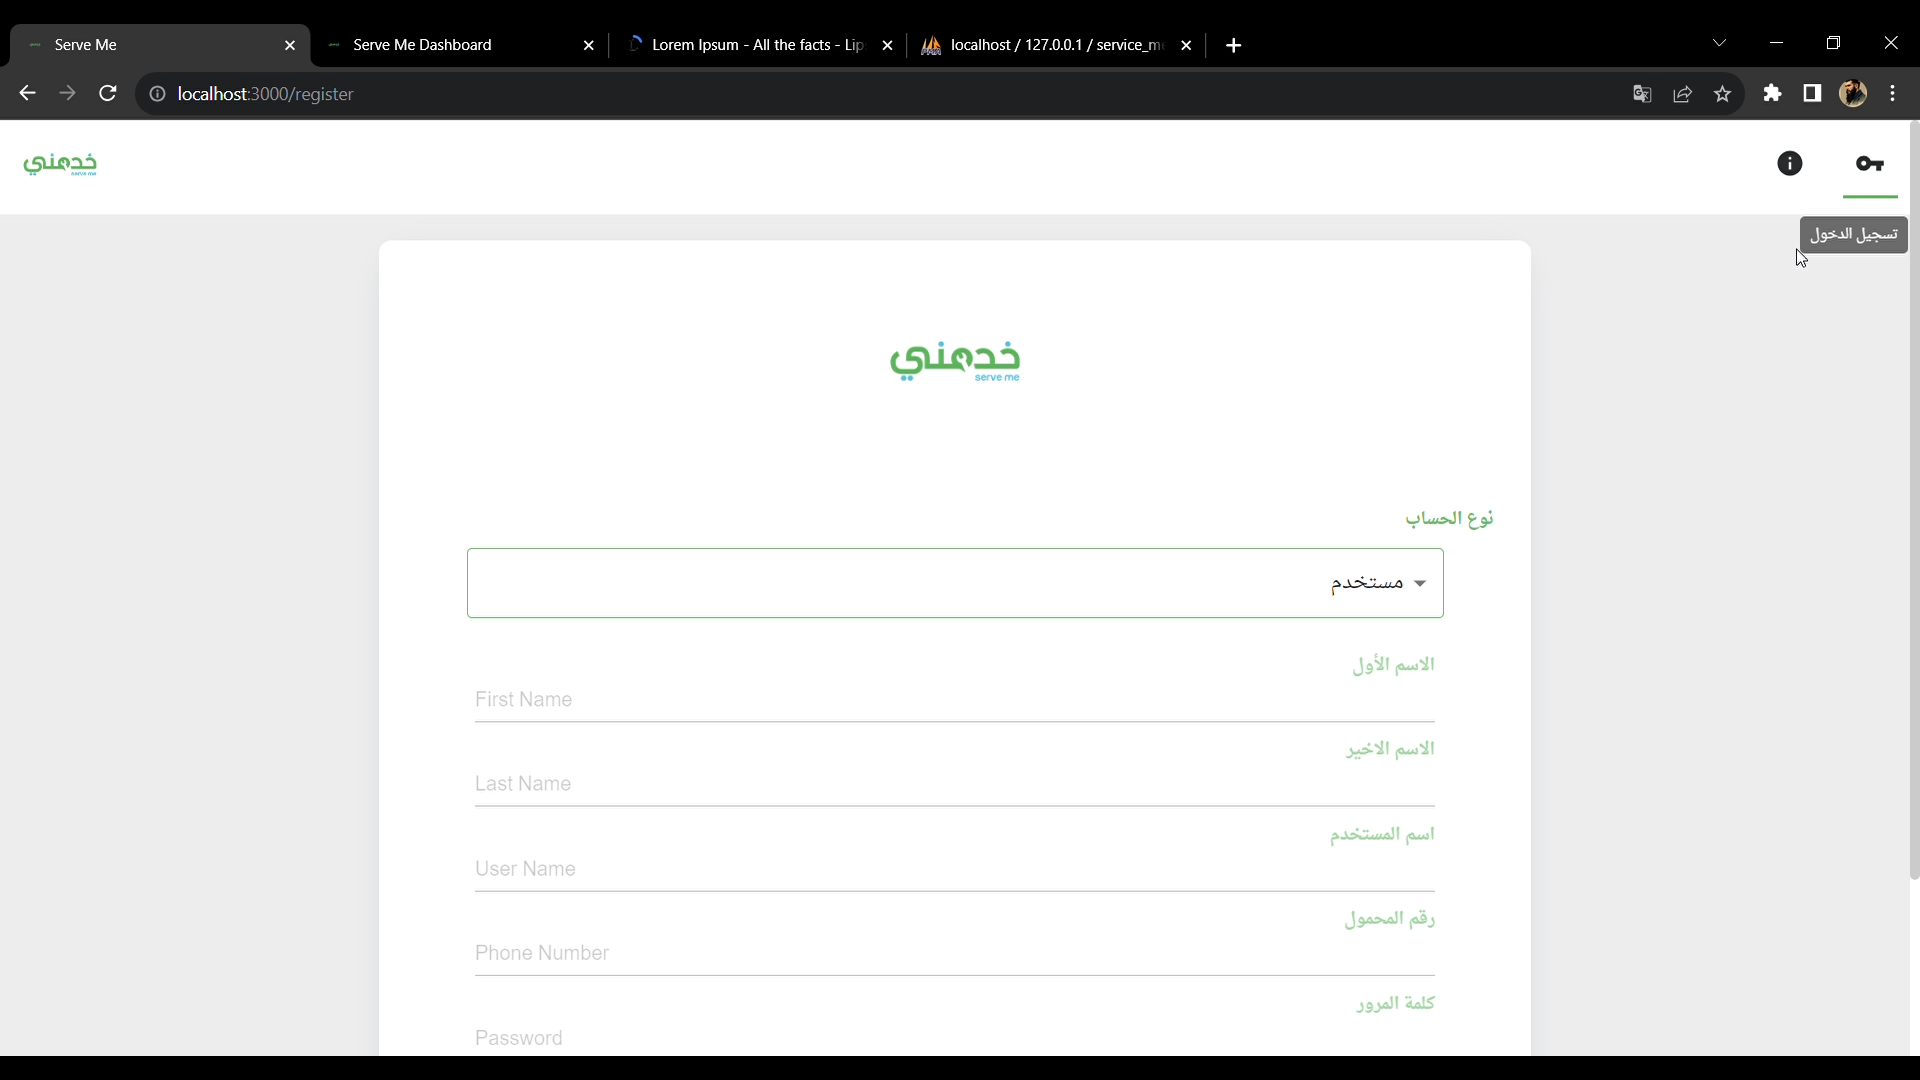 Serve Me
Serve Me Dashboard
Lorem Ipsum - All the facts - Lip
localhost / 127.0.0.1 / service_m
localhost:3000/register
خدمني
serve me
تسجيل الدخول
خدمني
serve me
نوع الحساب
مستخدم
الاسم الأول
First Name
الاسم الاخير
Last Name
اسم المستخدم
User Name
رقم المحمول
Phone Number
كلمة المرور
Password